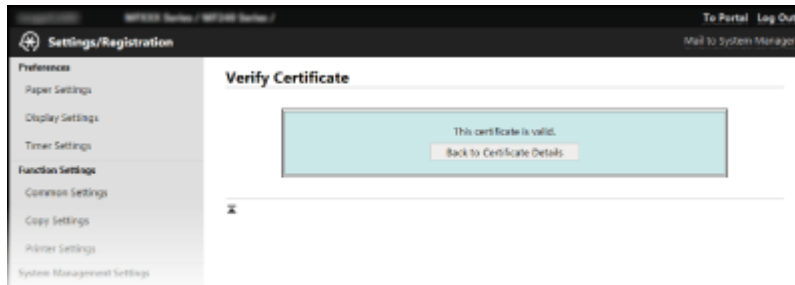 To Portal Log Out
Settings/Registration
Mail to System Manager
Preferences
Paper Settings
Display Settings
Timer Settings
Function Settings
Common Settings
Copy Settings
Printer Settings
System Management Settings
Verify Certificate
This certificate is valid.
Back to Certificate Details